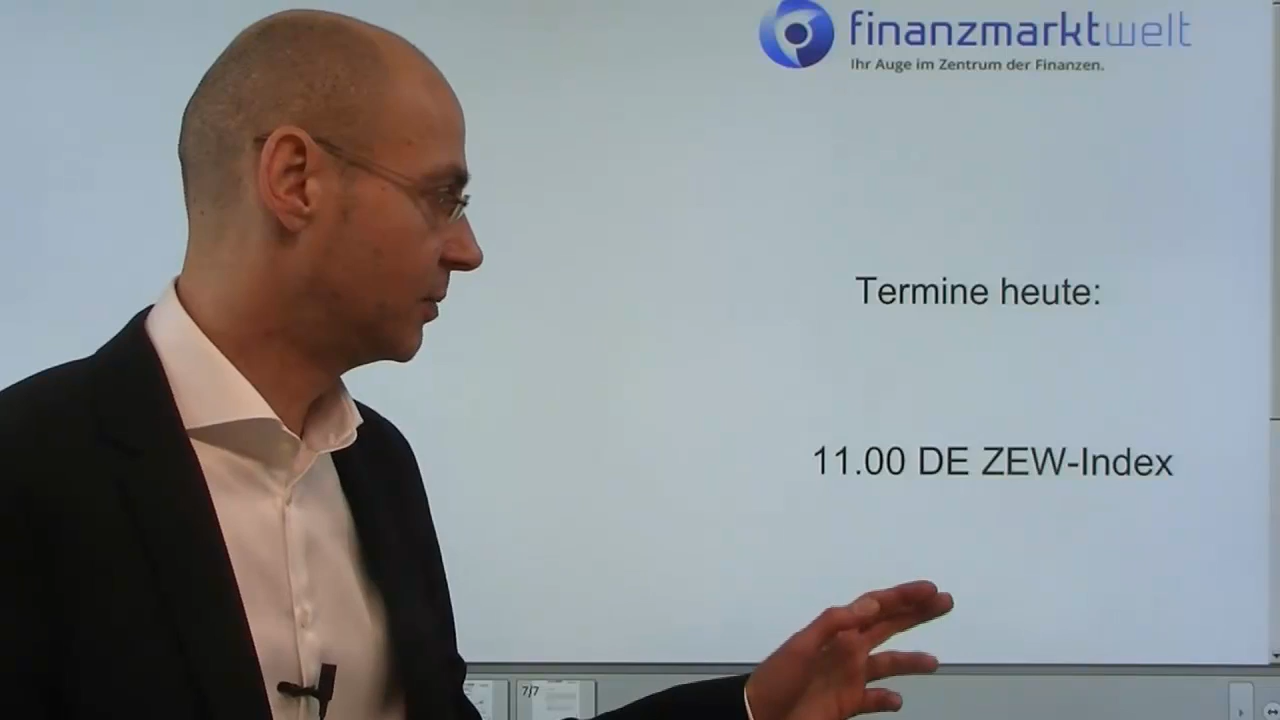 finanzmarktwelt
Ihr Auge im Zentrum der Finanzen.
Termine heute:
11.00 DE ZEW-Index
7/7